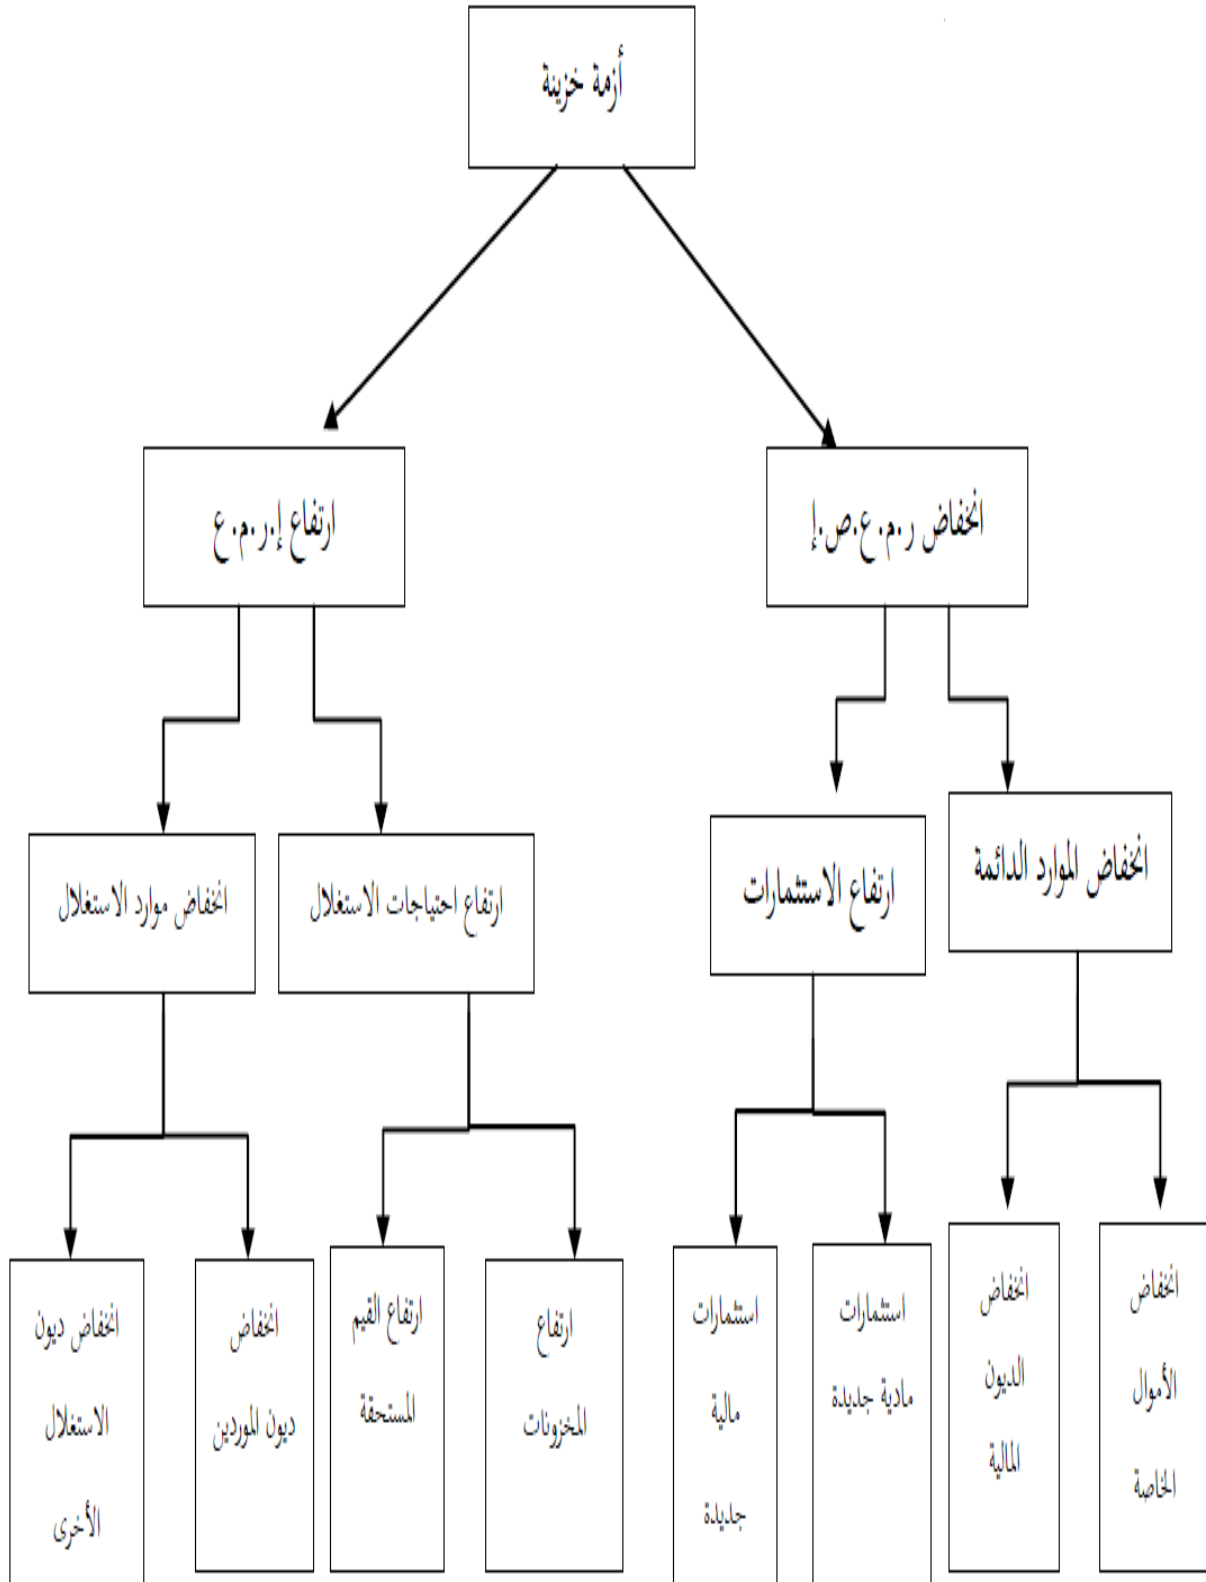 أزمة خزينة
انخفاض ر.م.ع.ص.إ
ارتفاع إ.ر.م.ع
انخفاض الموارد الدائمة
ارتفاع الاستثمارات
ارتفاع احتياجات الاستغلال
انخفاض موارد الاستغلال
انخفاض
الأموال
الخاصة
انخفاض
الديون
المالية
استثمارات
مادية جديدة
استثمارات
مالية
جديدة
ارتفاع
المخزونات
ارتفاع القيم
المستحقة
انخفاض
ديون الموردين
انخفاض ديون
الاستغلال
الأخرى